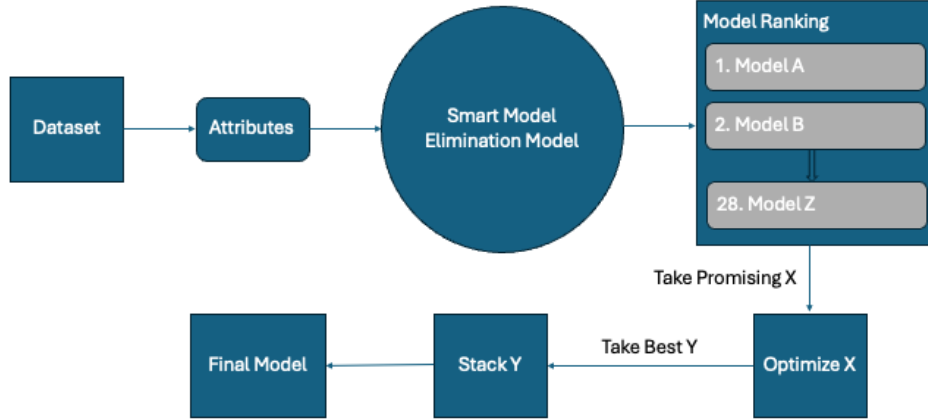 Model Ranking
1. Model A
Dataset
Attributes
Smart Model
Elimination Model
2. Model B
28. Model Z
Take Promising X
Final Model
Stack Y
Take Best Y
Optimize X